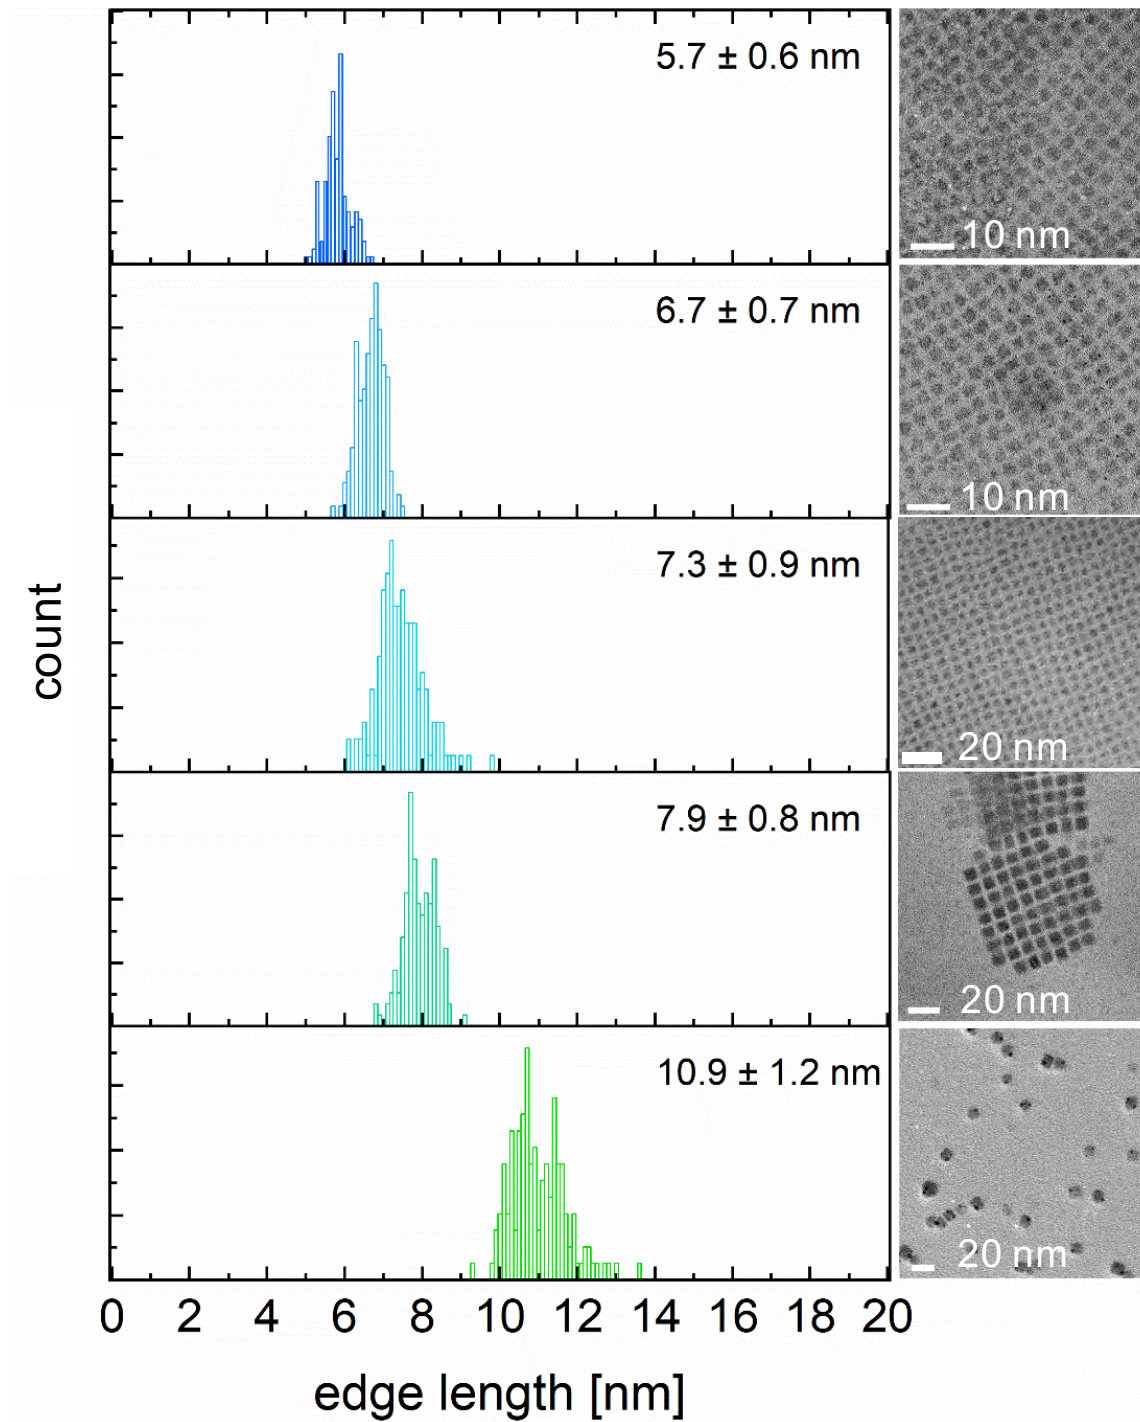 5.7 ± 0.6 nm
10 nm
6.7 ± 0.7 nm
10 nm
7.3 ± 0.9 nm
20 nm
count
7.9 ± 0.8 nm
20 nm
10.9 ± 1.2 nm
20 nm
0 2 4 6 8 10 12 14 16 18 20
edge length [nm]